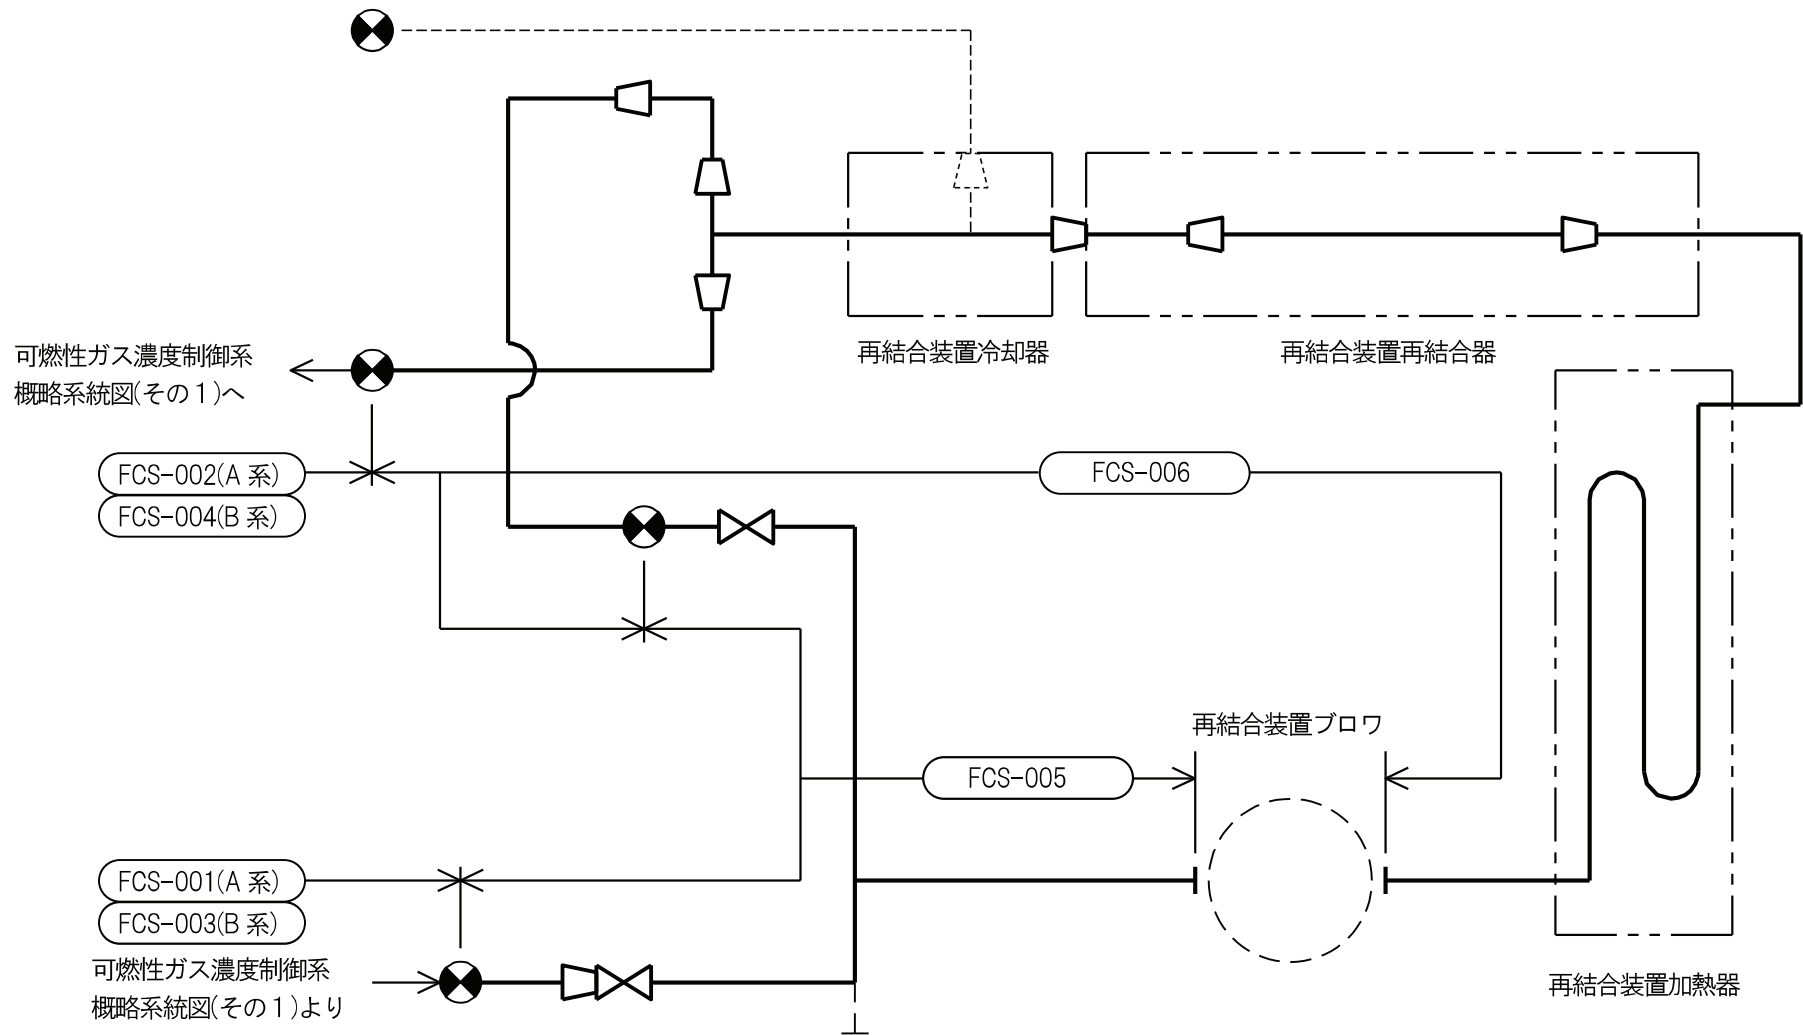 可燃性ガス濃度制御系
概略系統図(その1)へ
再結合装置冷却器
再結合装置再結合器
FCS-002(A 系)
FCS-004(B 系)
FCS-006
再結合装置ブロワ
FCS-005
FCS-001(A 系)
FCS-003(B 系)
可燃性ガス濃度制御系
概略系統図(その1)より
再結合装置加熱器